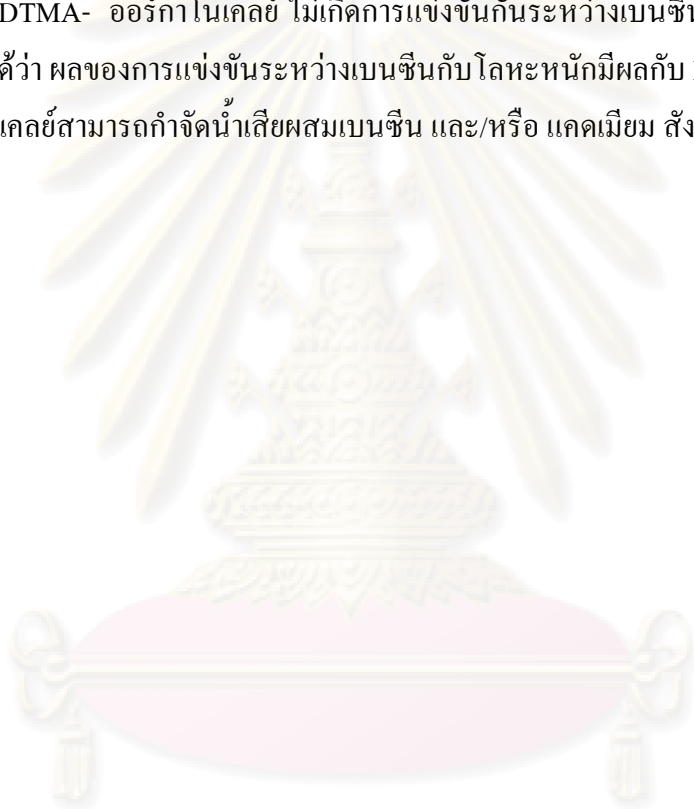 DTMA- ออร์กาโนเคลย์ ไม่เกิดการแข่งขันกันระหว่างเบนซีน
ด้ว่า ผลของการแข่งขันระหว่างเบนซีนกับโลหะหนักมีผลกับ
เคลย์สามารถกำจัดน้ำเสียผสมเบนซีน และ/หรือ แคดเมียม สัง